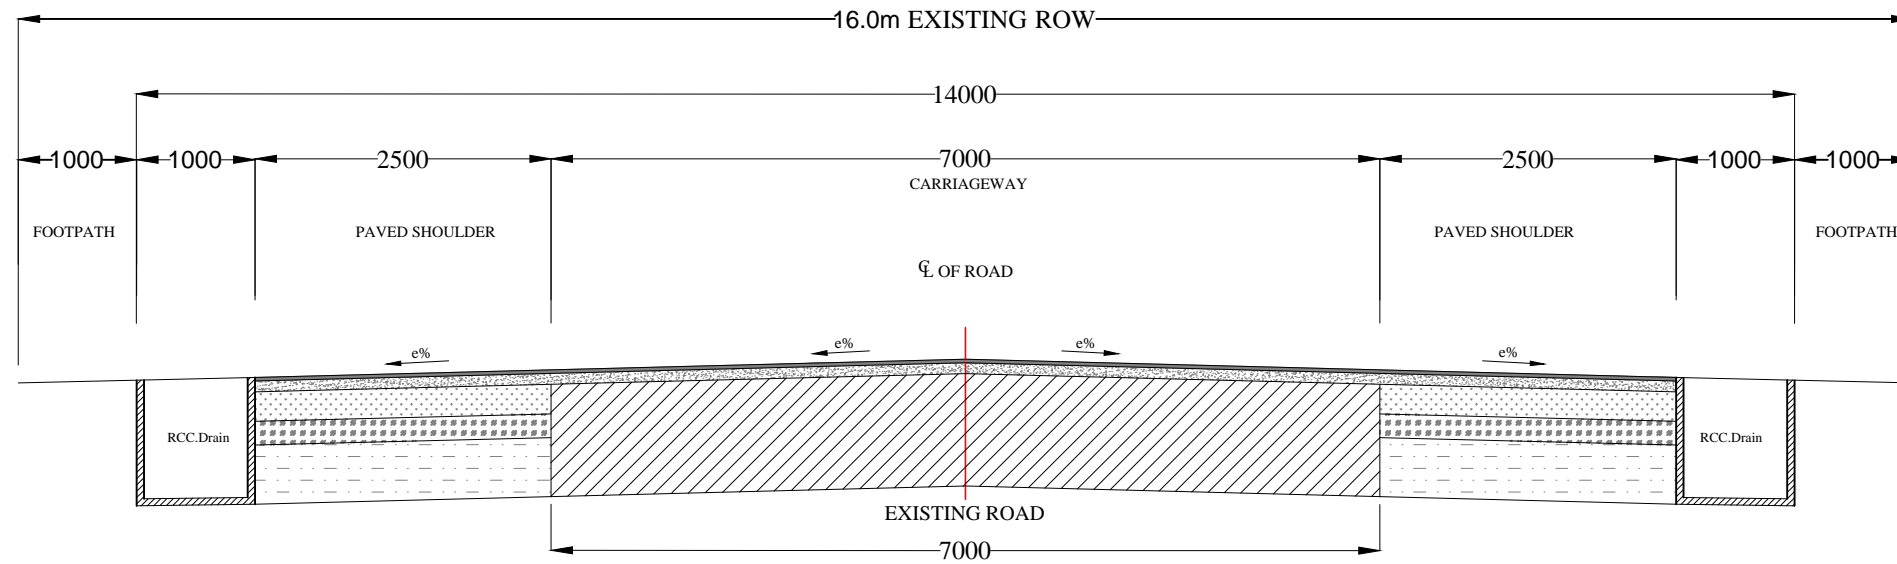 16.0m EXISTING ROW
14000
1000 1000 2500 7000 2500 1000 1000
CARRIAGEWAY
FOOTPATH PAVED SHOULDER PAVED SHOULDER FOOTPATH
℄ OF ROAD
e% e% e% e%
RCC.Drain RCC.Drain
EXISTING ROAD
7000